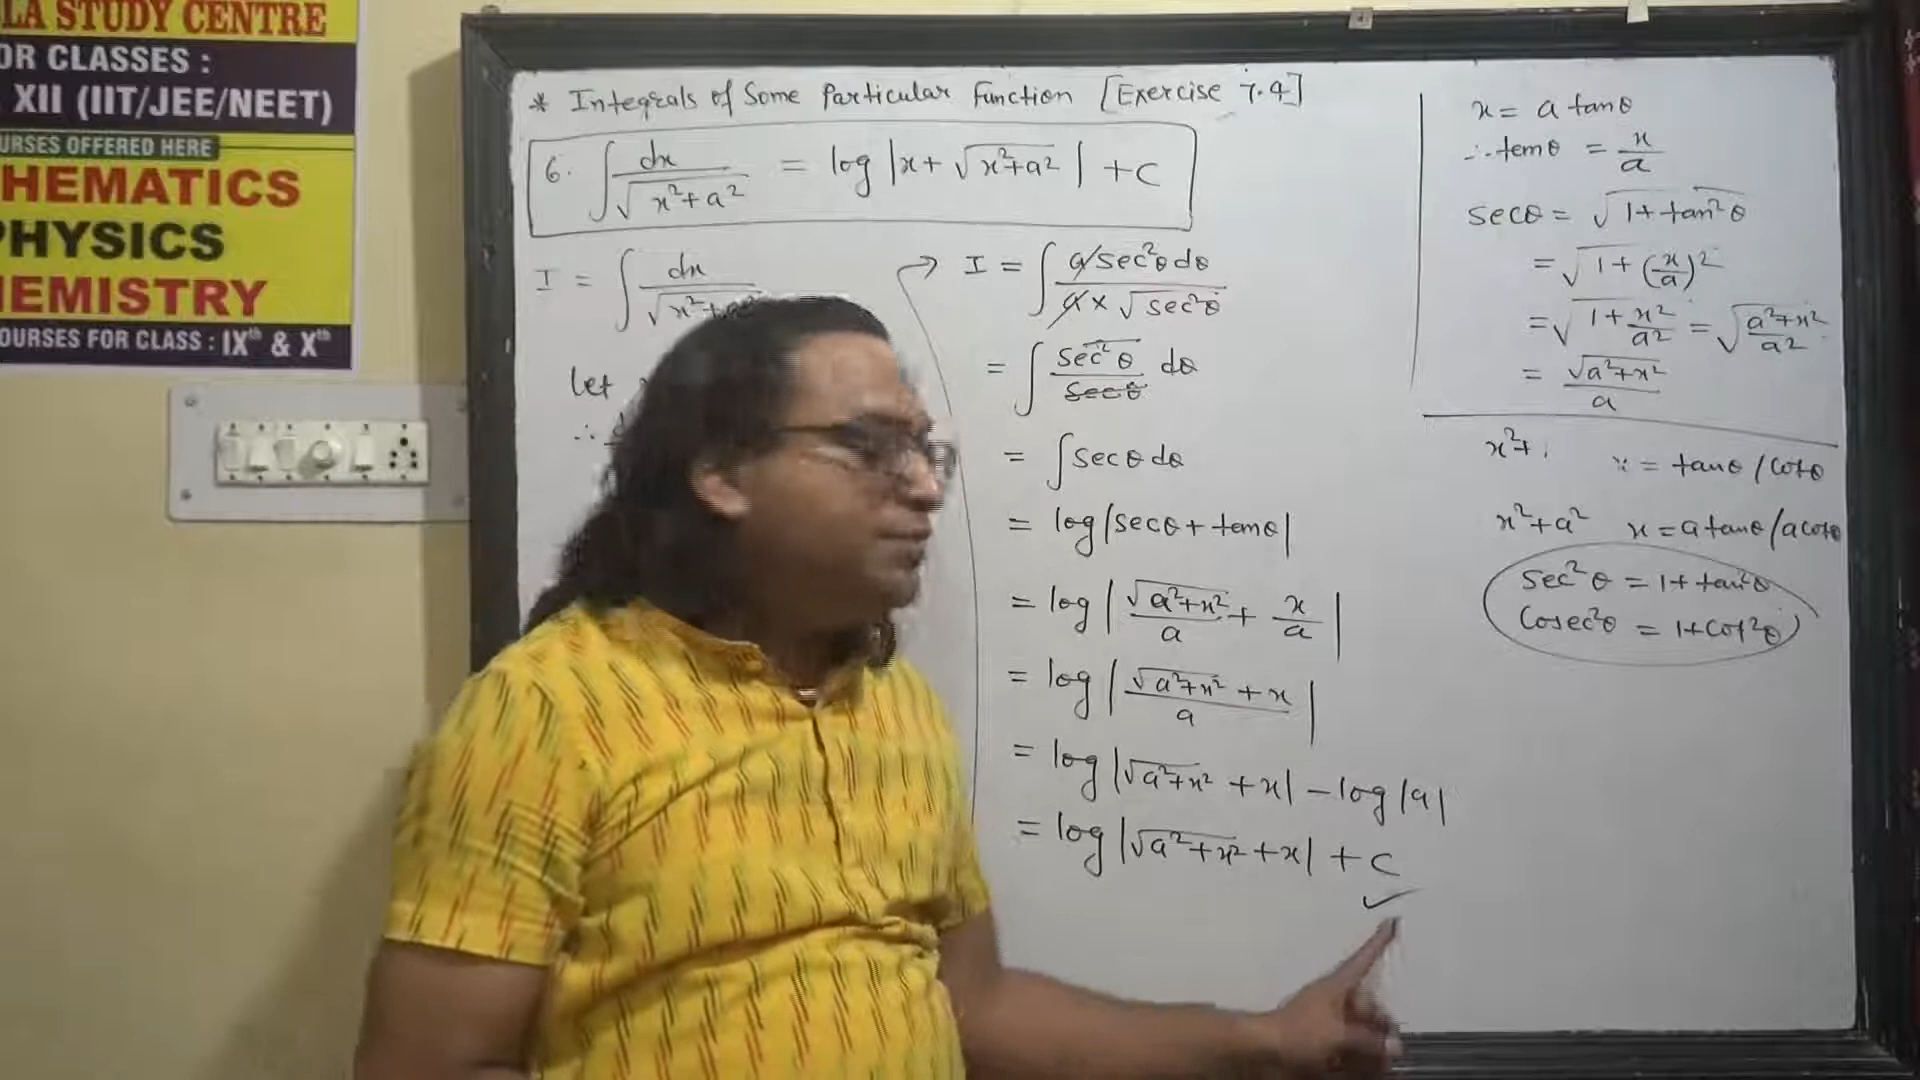 LA STUDY CENTRE
OR CLASSES :
XII (IIT/JEE/NEET)
URSES OFFERED HERE
HEMATICS
PHYSICS
EMISTRY
OURSES FOR CLASS : IXth & Xth
* Integrals of Some Particular Function [Exercise 7.4]
6. ∫ dx / √(x²+a²) = log |x + √(x²+a²)| + C
I = ∫ dx / √(x²+a²)
Let
∴
→ I = ∫ a sec²θ dθ / (a × √sec²θ)
= ∫ sec²θ / secθ dθ
= ∫ secθ dθ
= log |secθ + tanθ|
= log | √(a²+x²) / a + x / a |
= log | (√(a²+x²) + x) / a |
= log |√(a²+x²) + x| - log |a|
= log |√(a²+x²) + x| + C
x = a tanθ
∴ tanθ = x / a
secθ = √(1 + tan²θ)
= √(1 + (x/a)²)
= √(1 + x²/a²) = √((a²+x²)/a²)
= √(a²+x²) / a
x²+ = tanθ / cotθ
x²+a² x = a tanθ / a cotθ
sec²θ = 1 + tan²θ
cosec²θ = 1 + cot²θ